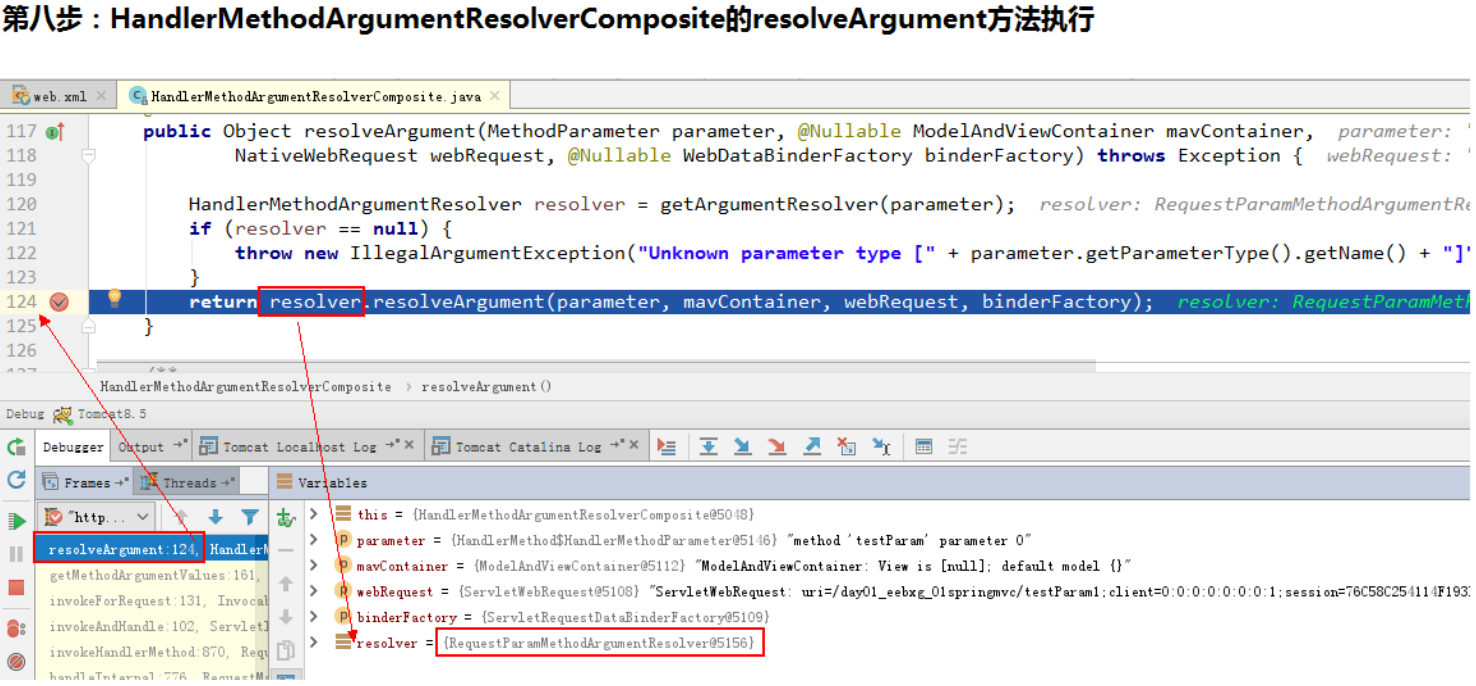 第八步：HandlerMethodArgumentResolverComposite的resolveArgument方法执行
web.xml HandlerMethodArgumentResolverComposite.java
117 public Object resolveArgument(MethodParameter parameter, @Nullable ModelAndViewContainer mavContainer, parameter: "
118 NativeWebRequest webRequest, @Nullable WebDataBinderFactory binderFactory) throws Exception { webRequest: "
119
120 HandlerMethodArgumentResolver resolver = getArgumentResolver(parameter); resolver: RequestParamMethodArgumentRe
121 if (resolver == null) {
122 throw new IllegalArgumentException("Unknown parameter type [" + parameter.getParameterType().getName() + "]"
123 }
124 return resolver.resolveArgument(parameter, mavContainer, webRequest, binderFactory); resolver: RequestParamMeth
125 }
126
127 /**
HandlerMethodArgumentResolverComposite › resolveArgument()
Debug Tomcat8.5
Debugger Output Tomcat Localhost Log Tomcat Catalina Log
Frames Threads Variables
"http...
this = {HandlerMethodArgumentResolverComposite@5048}
parameter = {HandlerMethod$HandlerMethodParameter@5146} "method 'testParam' parameter 0"
mavContainer = {ModelAndViewContainer@5112} "ModelAndViewContainer: View is [null]; default model {}"
webRequest = {ServletWebRequest@5108} "ServletWebRequest: uri=/day01_eebxg_01springmvc/testParam1;client=0:0:0:0:0:0:0:1;session=76C58C254114F193
binderFactory = {ServletRequestDataBinderFactory@5109}
resolver = {RequestParamMethodArgumentResolver@5156}
resolveArgument:124, HandlerM
getMethodArgumentValues:161,
invokeForRequest:131, Invocab
invokeAndHandle:102, Servletl
invokeHandlerMethod:870, Requ
handleInternal:776, RequestMa